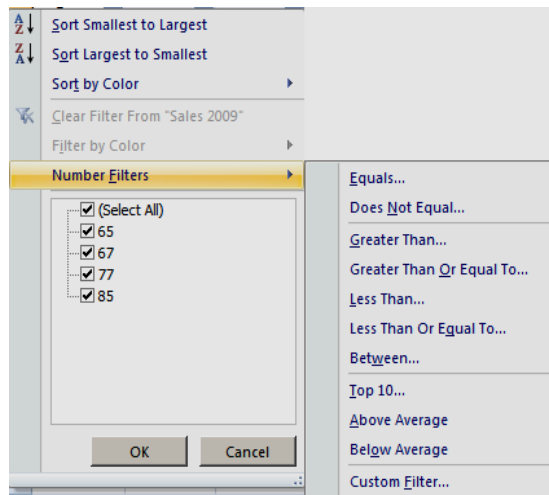 Sort Smallest to Largest
Sort Largest to Smallest
Sort by Color
Clear Filter From "Sales 2009"
Filter by Color
Number Filters
(Select All)
65
67
77
85
OK Cancel
Equals...
Does Not Equal...
Greater Than...
Greater Than Or Equal To...
Less Than...
Less Than Or Equal To...
Between...
Top 10...
Above Average
Below Average
Custom Filter...